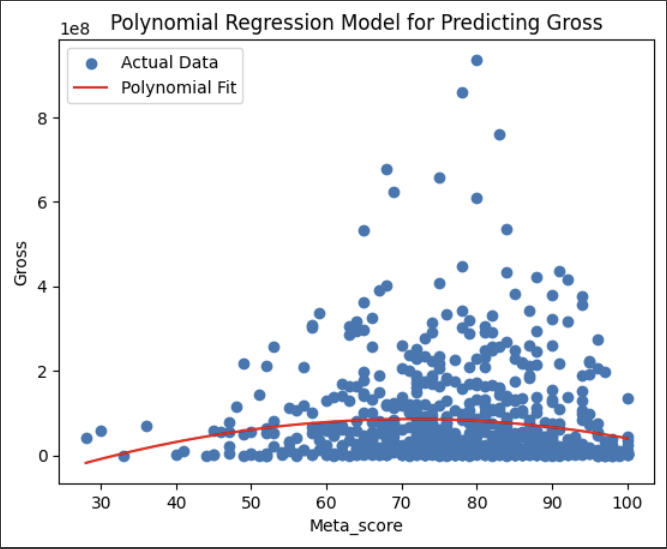 Polynomial Regression Model for Predicting Gross
1e8
Actual Data
Polynomial Fit
8
6
4
2
0
Gross
30 40 50 60 70 80 90 100
Meta_score